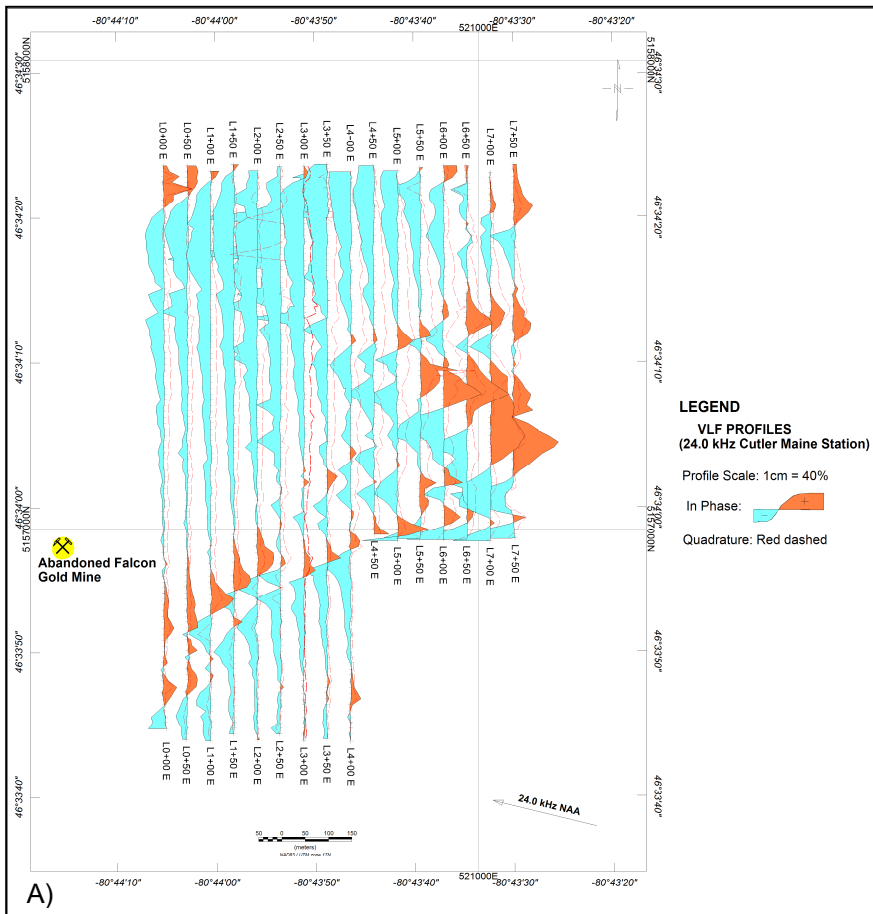 -80°44'10" -80°44'00" -80°43'50" -80°43'40" -80°43'30" -80°43'20"
521000E
46°34'30"
5158000N
5158000N
46°34'30"
N
L0+00 E L0+50 E L1+00 E L1+50 E L2+00 E L2+50 E L3+00 E L3+50 E L4+00 E L4+50 E L5+00 E L5+50 E L6+00 E L6+50 E L7+00 E L7+50 E
46°34'20" 46°34'20"
46°34'10" 46°34'10"
LEGEND
VLF PROFILES
(24.0 kHz Cutler Maine Station)
Profile Scale: 1cm = 40%
In Phase: - +
Quadrature: Red dashed
46°34'00" 46°34'00"
5157000N 5157000N
Abandoned Falcon
Gold Mine
L4+50 E L5+00 E L5+50 E L6+00 E L6+50 E L7+00 E L7+50 E
46°33'50" 46°33'50"
L0+00 E L0+50 E L1+00 E L1+50 E L2+00 E L2+50 E L3+00 E L3+50 E L4+00 E
46°33'40" 46°33'40"
24.0 kHz NAA
50 0 50 100 150
(meters)
NAD83 / UTM zone 17N
521000E
-80°44'10" -80°44'00" -80°43'50" -80°43'40" -80°43'30" -80°43'20"
A)